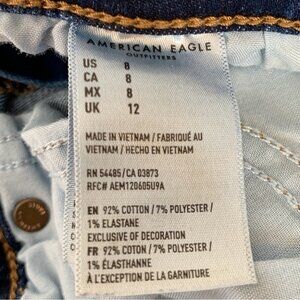 AMERICAN EAGLE
OUTFITTERS
US 8
CA 8
MX 8
UK 12
MADE IN VIETNAM / FABRIQUÉ AU
VIETNAM / HECHO EN VIETNAM
RN 54485/CA 03873
RFC# AEM120605U9A
EN 92% COTTON / 7% POLYESTER /
1% ELASTANE
EXCLUSIVE OF DECORATION
FR 92% COTON / 7% POLYESTER /
1% ÉLASTHANNE
À L'EXCEPTION DE LA GARNITURE